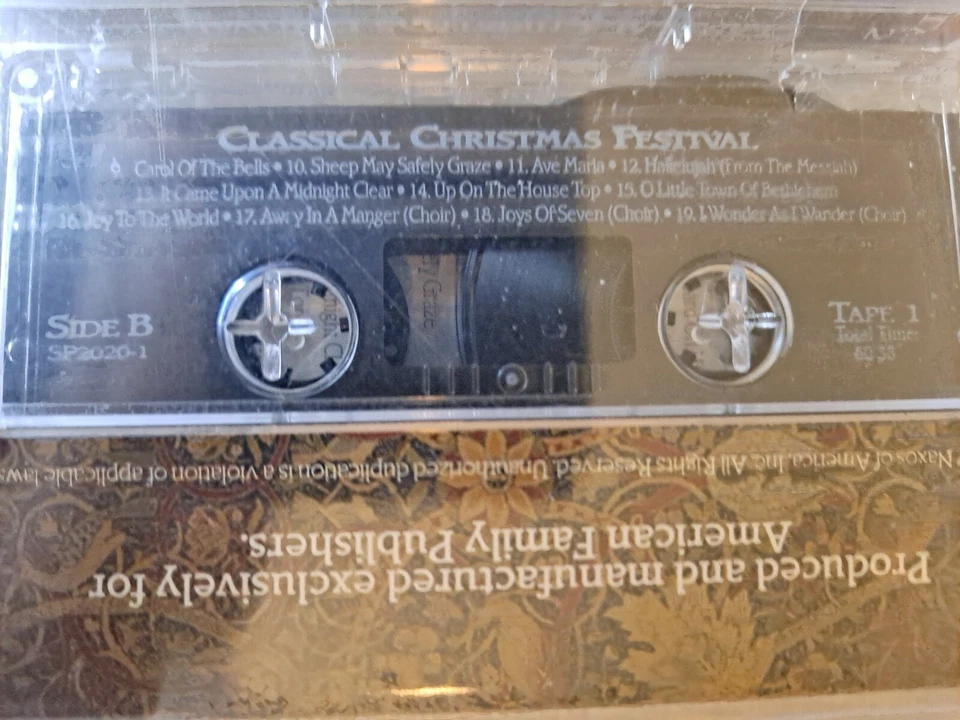 CLASSICAL CHRISTMAS FESTIVAL
Carol Of The Bells • 10. Sheep May Safely Graze • 11. Ave Maria • 12. Hallelujah (from The Messiah)
13. It Came Upon A Midnight Clear • 14. Up On The House Top • 15. O Little Town Of Bethlehem
16. Joy To The World • 17. Away In A Manger (Choir) • 18. Joys Of Seven (Choir) • 19. I Wonder As I Wander (Choir)
SIDE B
SP2020-1
TAPE 1
Total Time:
Graze
Naxos of America, Inc. All Rights Reserved. Unauthorized duplication is a violation of applicable laws
Produced and manufactured exclusively for
American Family Publishers.